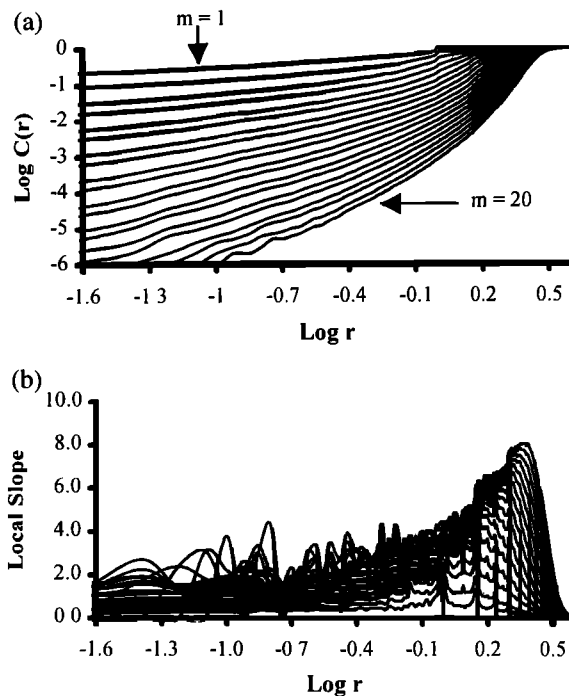 (a)
m = 1
0
-1
-2
-3
-4
-5
-6
Log C(r)
m = 20
-1.6 -1 3 -1 -0.7 -0.4 -0.1 0.2 0.5
Log r
(b)
10.0
8.0
6.0
4.0
2.0
0 0
Local Slope
-1.6 -1.3 -1.0 -0 7 -0.4 -0.1 0.2 0.5
Log r